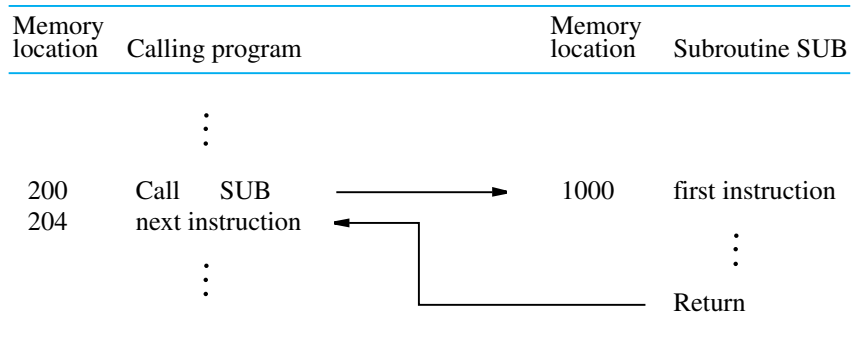 Memory location Calling program Memory location Subroutine SUB
200 Call SUB 1000 first instruction
204 next instruction
Return